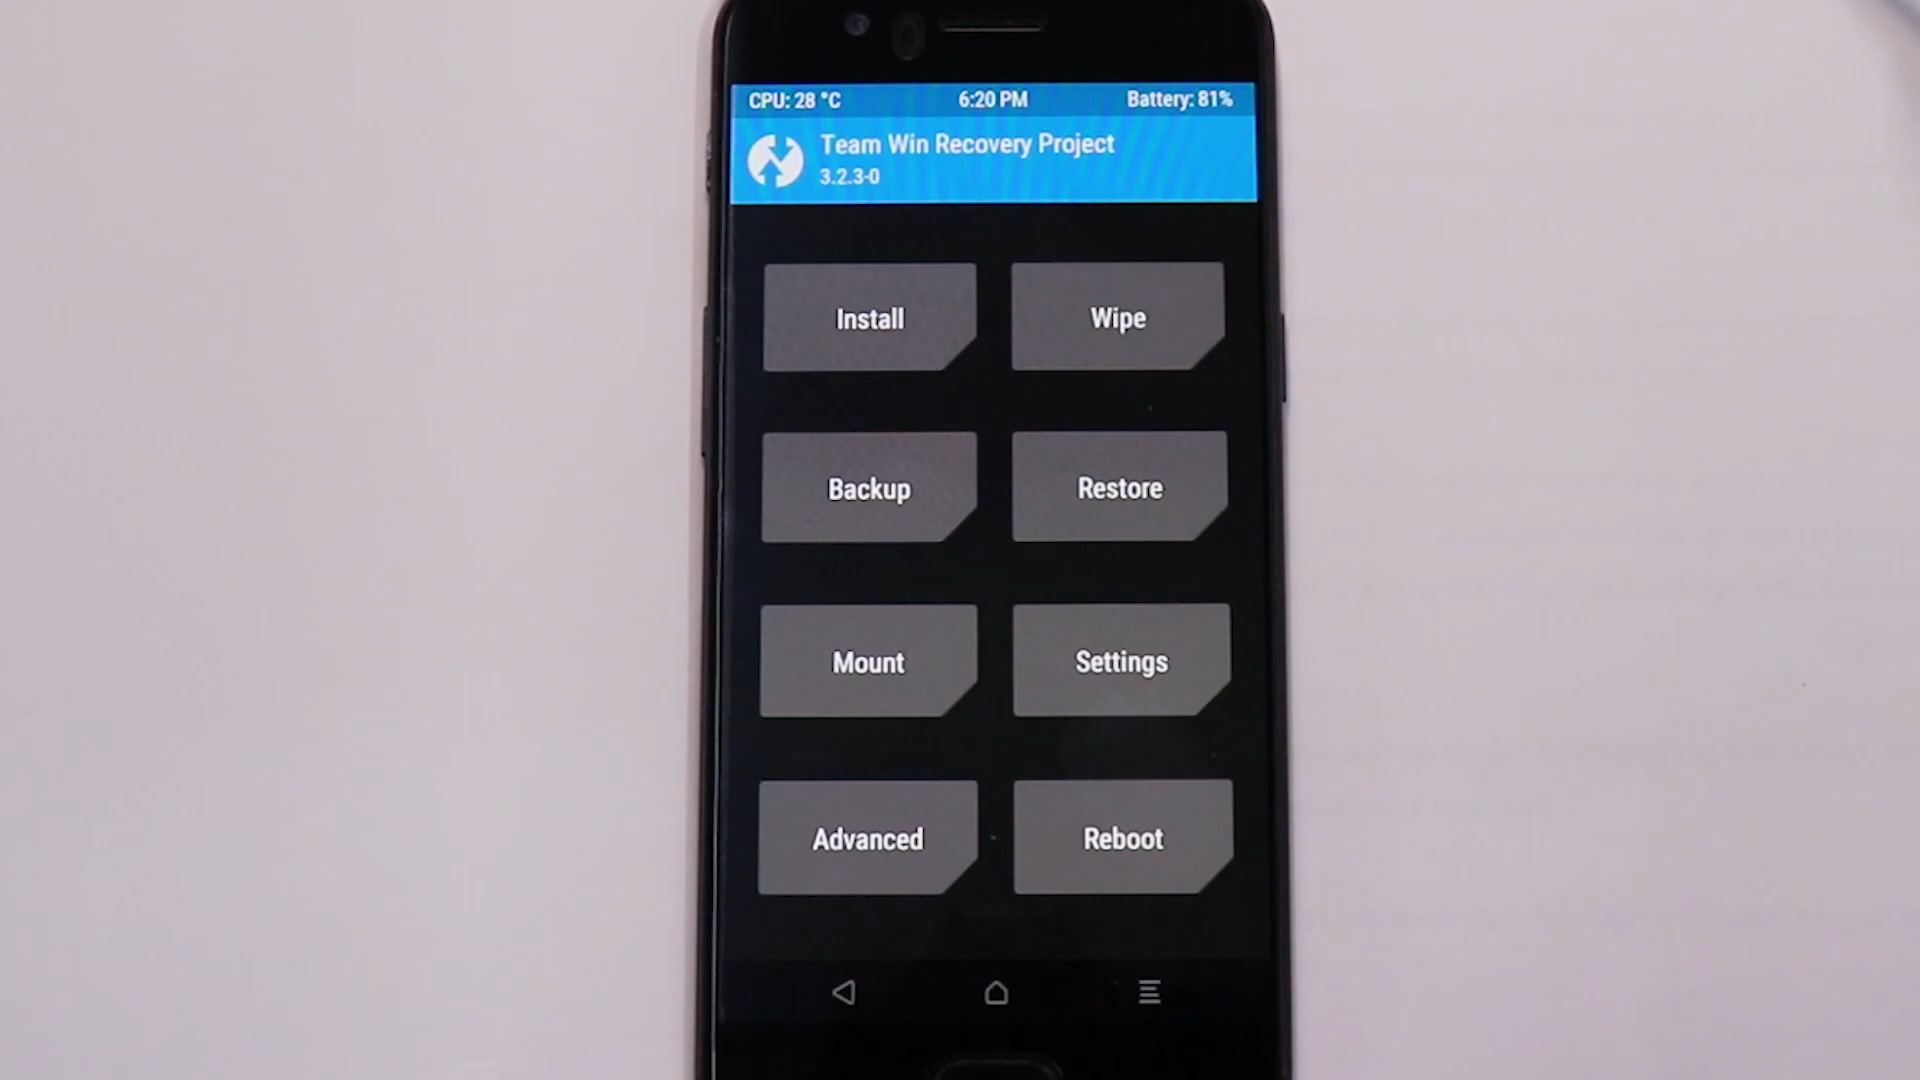 CPU: 28 °C 6:20 PM Battery: 81%
Team Win Recovery Project
3.2.3-0
Install Wipe
Backup Restore
Mount Settings
Advanced Reboot